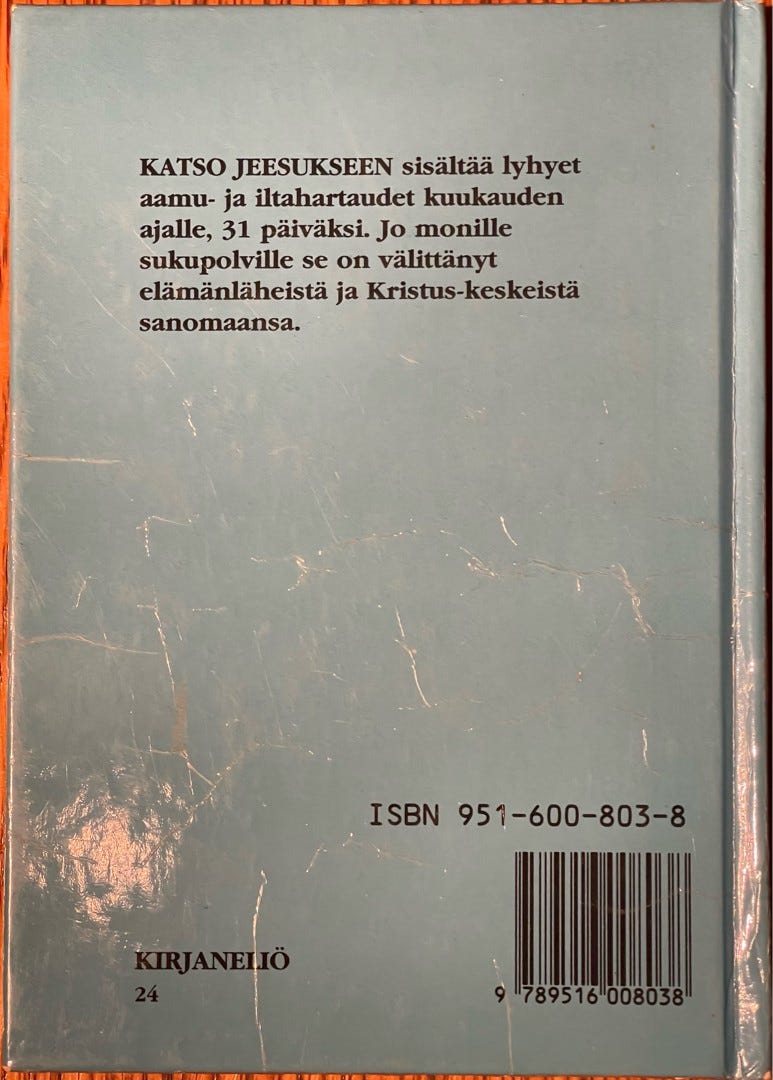 KATSO JEESUKSEEN sisältää lyhyet
aamu- ja iltahartaudet kuukauden
ajalle, 31 päiväksi. Jo monille
sukupolville se on välittänyt
elämänläheistä ja Kristus-keskeistä
sanomaansa.
ISBN 951-600-803-8
KIRJANELIÖ
24
9 789516 008038